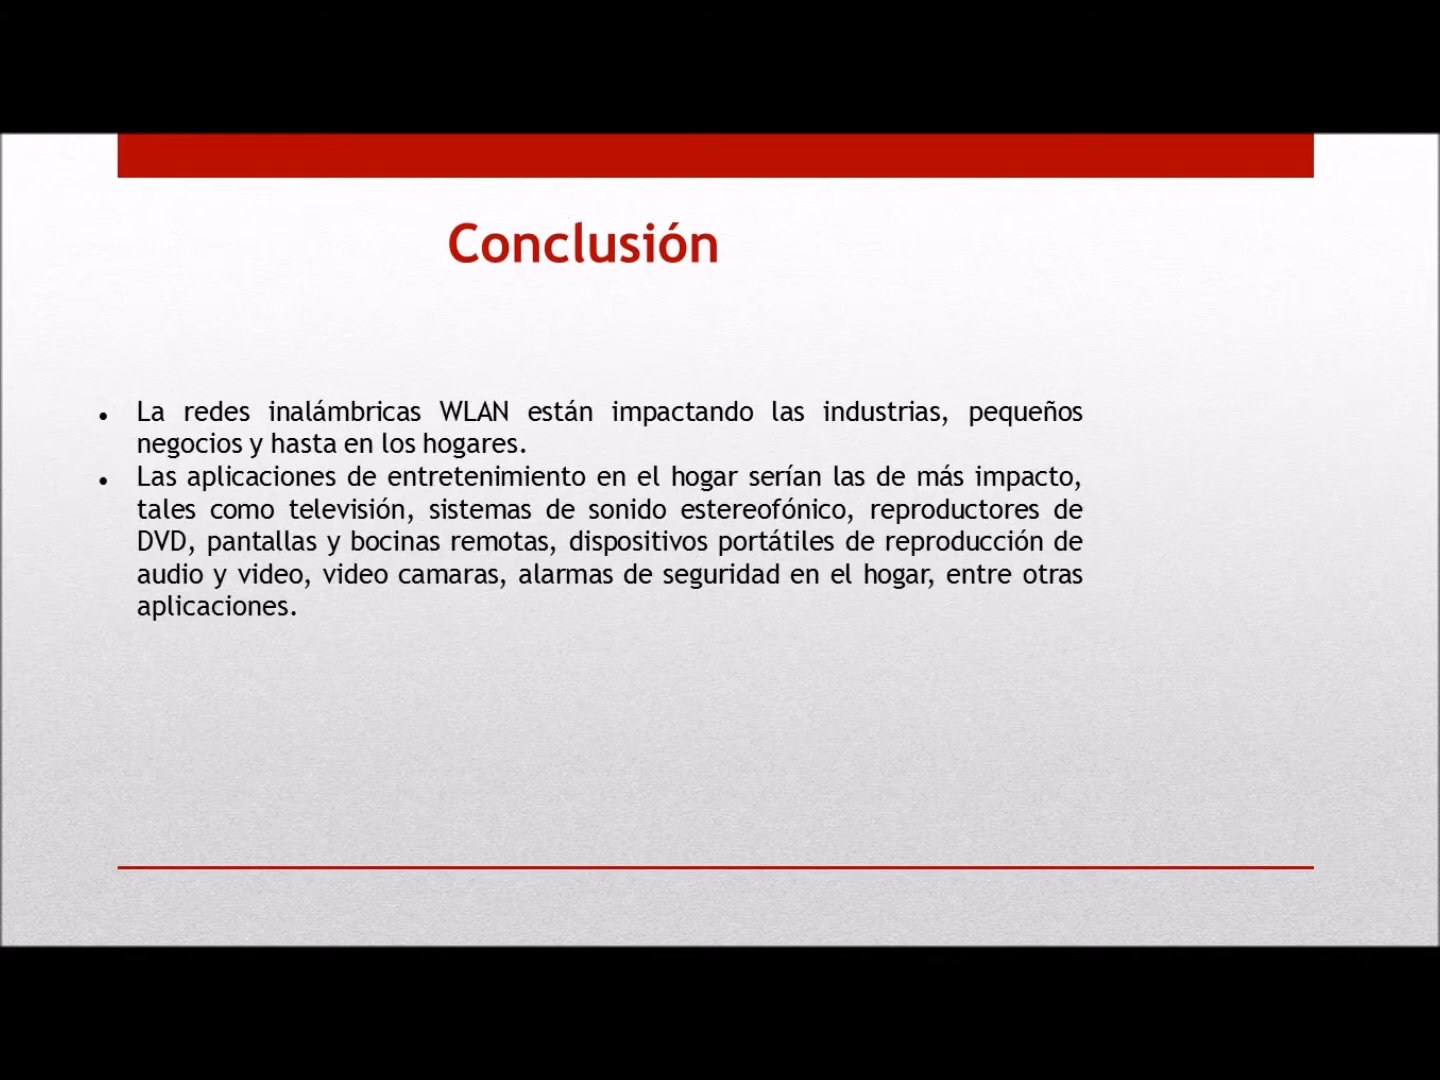 Conclusión
• La redes inalámbricas WLAN están impactando las industrias, pequeños
negocios y hasta en los hogares.
• Las aplicaciones de entretenimiento en el hogar serían las de más impacto,
tales como televisión, sistemas de sonido estereofónico, reproductores de
DVD, pantallas y bocinas remotas, dispositivos portátiles de reproducción de
audio y video, video camaras, alarmas de seguridad en el hogar, entre otras
aplicaciones.